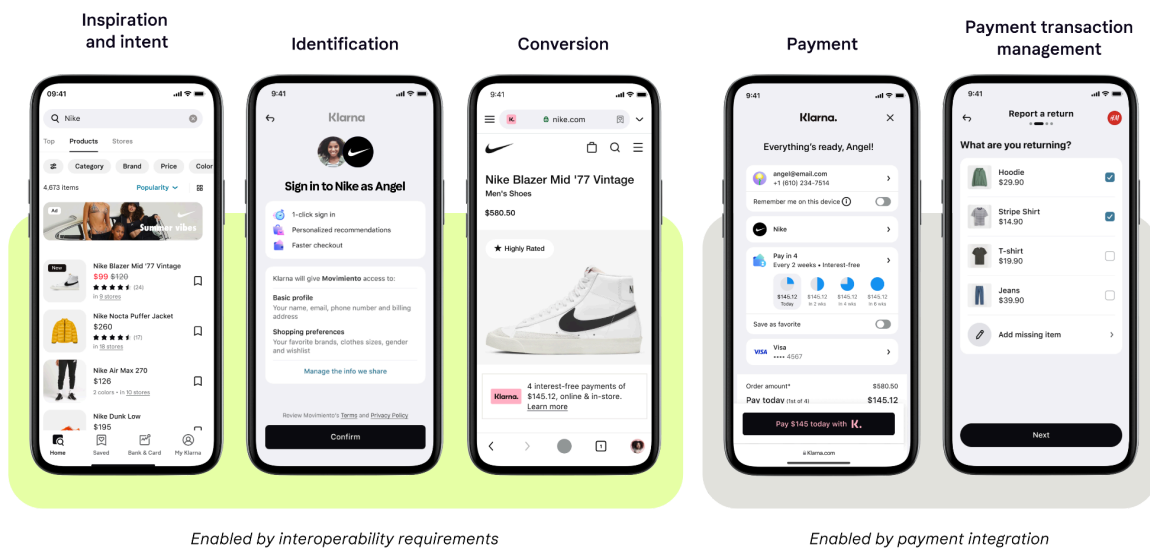 Inspiration
and intent
Identification
Conversion
Payment
Payment transaction
management
09:41
Nike
Top Products Stores
Category Brand Price Color
4,673 items Popularity
Ad
Summer vibes
New
Nike Blazer Mid '77 Vintage
$99 $120
(24)
in 9 stores
Nike Nocta Puffer Jacket
$260
(17)
in 18 stores
Nike Air Max 270
$126
3 colors • in 10 stores
Nike Dunk Low
$195
Home Saved Bank & Card My Klarna
9:41
Klarna
Sign in to Nike as Angel
1-click sign in
Personalized recommendations
Faster checkout
Klarna will give Movimiento access to:
Basic profile
Your name, email, phone number and billing
address
Shopping preferences
Your favorite brands, clothes sizes, gender
and wishlist
Manage the info we share
Review Movimiento's Terms and Privacy Policy
Confirm
9:41
K. nike.com
Nike Blazer Mid '77 Vintage
Men's Shoes
$580.50
★ Highly Rated
Klarna.
4 interest-free payments of
$145.12, online & in-store.
Learn more
1
9:41
Klarna.
Everything's ready, Angel!
angel@email.com
+1 (610) 234-7514
Remember me on this device
Nike
Pay in 4
Every 2 weeks • Interest-free
$145.12 $145.12 $145.12 $145.12
Today in 2 wks in 4 wks in 6 wks
Save as favorite
VISA
Visa
•••• 4567
Order amount* $580.50
Pay today (1st of 4) $145.12
Pay $145 today with K.
Klarna.com
9:41
Report a return
HM
What are you returning?
Hoodie
$29.90
Stripe Shirt
$14.90
T-shirt
$19.90
Jeans
$39.90
Add missing item
Next
Enabled by interoperability requirements
Enabled by payment integration